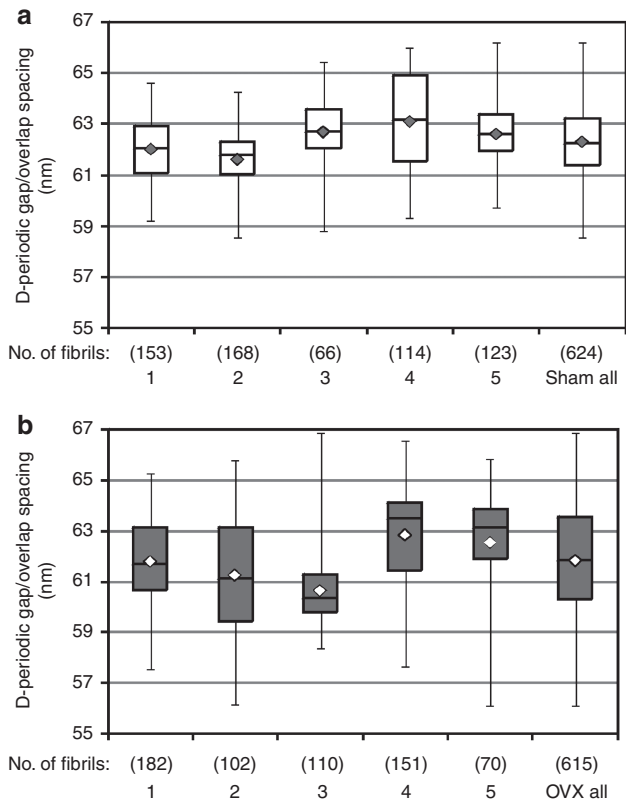 a
D-periodic gap/overlap spacing
(nm)
67
65
63
61
59
57
55
No. of fibrils: (153) (168) (66) (114) (123) (624)
1 2 3 4 5 Sham all
b
D-periodic gap/overlap spacing
(nm)
67
65
63
61
59
57
55
No. of fibrils: (182) (102) (110) (151) (70) (615)
1 2 3 4 5 OVX all